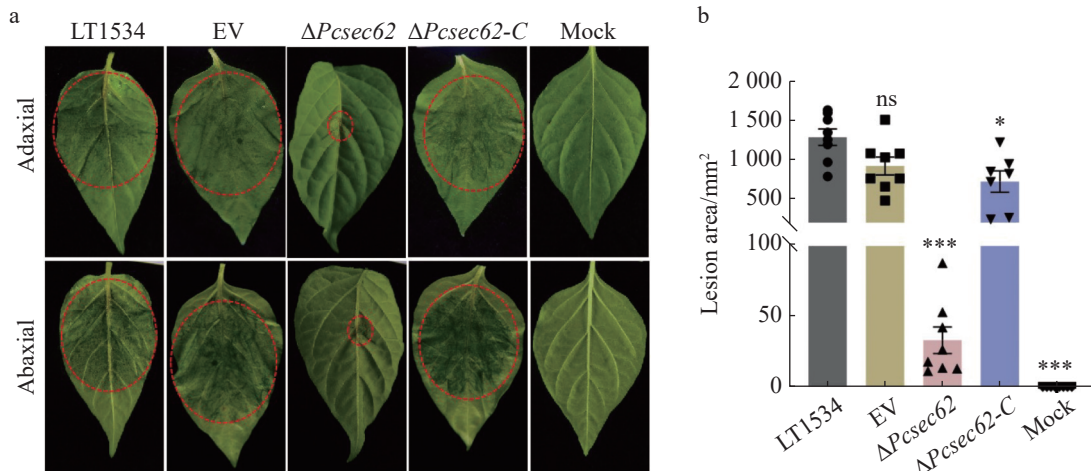 a
LT1534 EV ΔPcsec62 ΔPcsec62-C Mock
Adaxial
Abaxial
b
Lesion area/mm²
2 000
1 500
1 000
500
100
50
0
ns
***
*
***
LT1534 EV ΔPcsec62 ΔPcsec62-C Mock